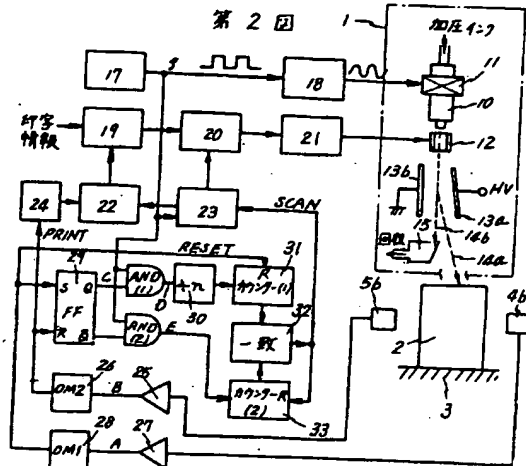 第 2 図
1
加圧インク
17
18
11
10
印字
情報
19
20
21
12
13b
HV
13a
24
22
23
SCAN
15
14b
14a
回収
PRINT
RESET
29
S Q
FF
R Q̅
C
AND
(1)
D
÷n
30
R
カウンター(1)
31
AND
(2)
E
一致
32
カウンターR
(2)
33
5b
4b
2
3
OM2
26
B
25
OM1
28
A
27